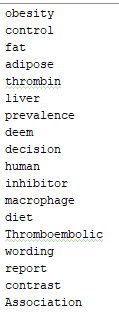 obesity
control
fat
adipose
thrombin
liver
prevalence
deem
decision
human
inhibitor
macrophage
diet
Thromboembolic
wording
report
contrast
Association